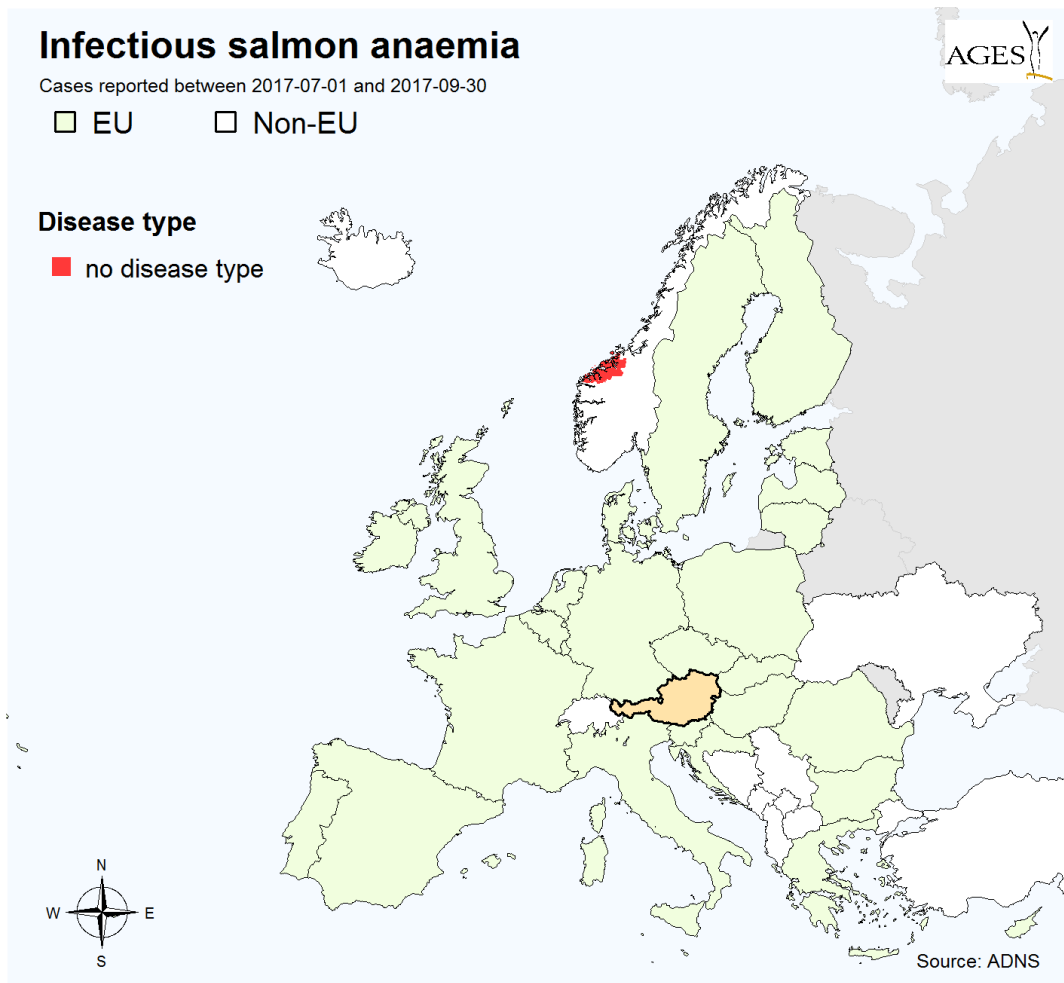 Infectious salmon anaemia
Cases reported between 2017-07-01 and 2017-09-30
EU Non-EU
AGES
Disease type
no disease type
N
W E
S
Source: ADNS